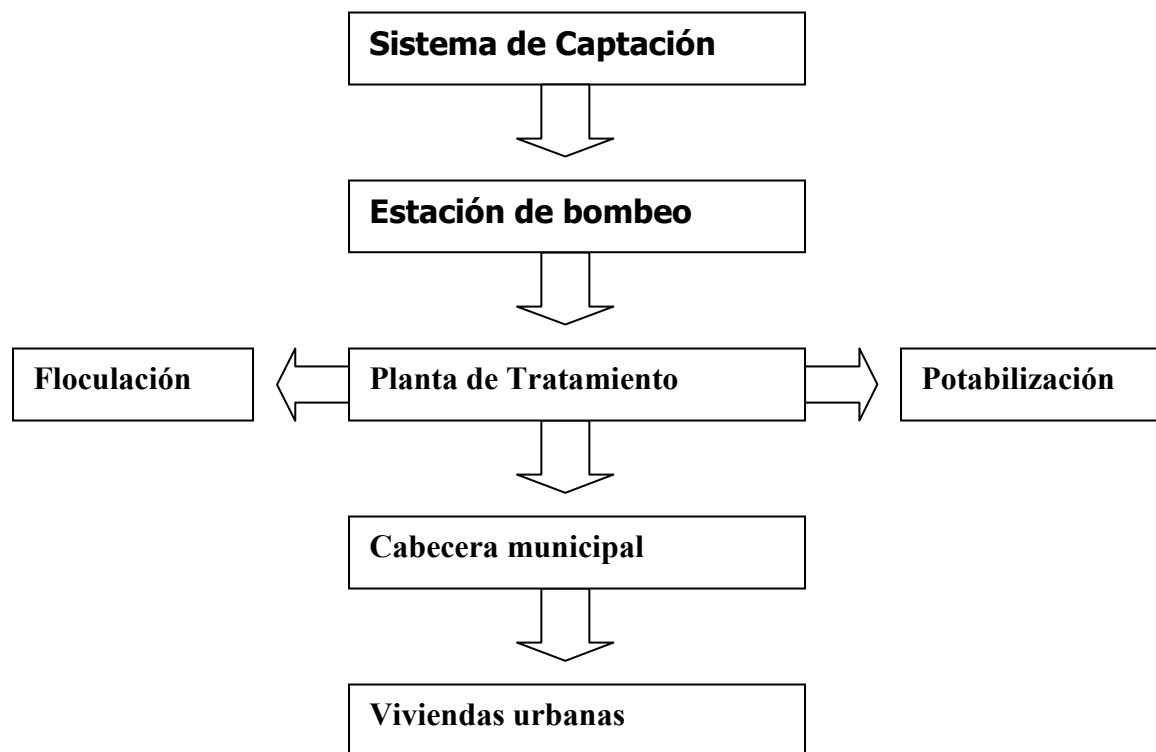 Sistema de Captación
Estación de bombeo
Floculación
Planta de Tratamiento
Potabilización
Cabecera municipal
Viviendas urbanas